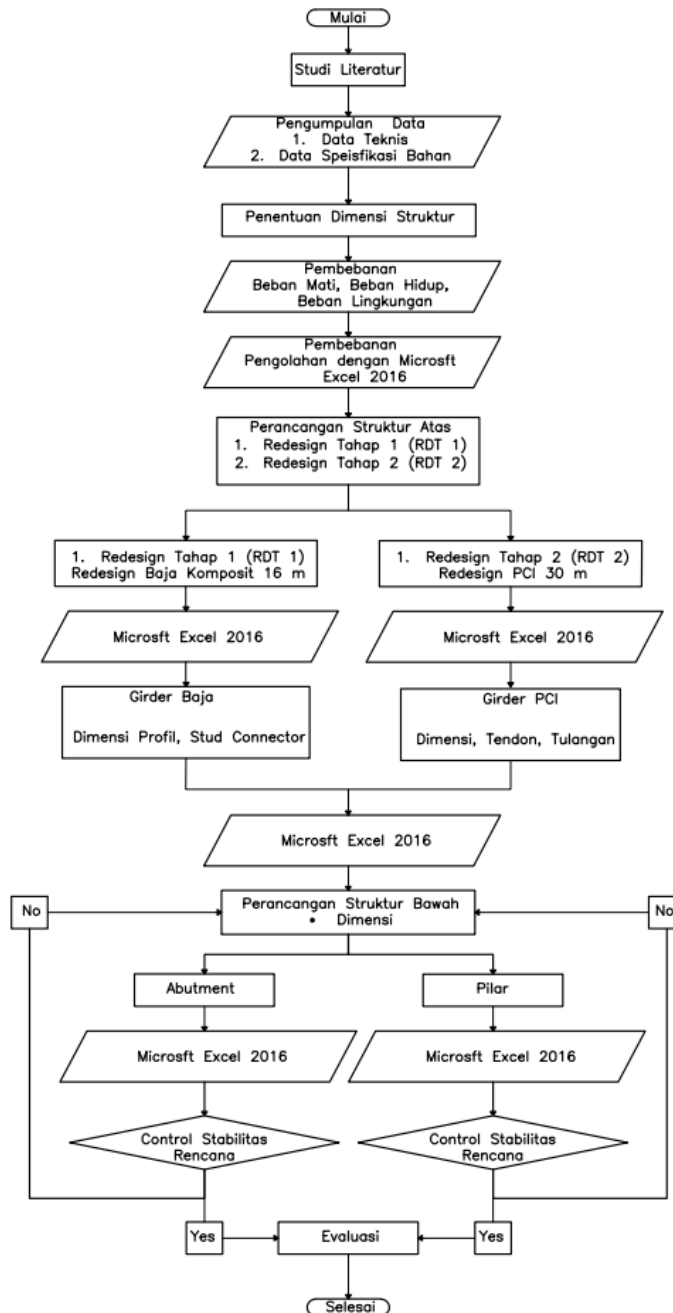 Mulai
Studi Literatur
Pengumpulan Data
1. Data Teknis
2. Data Speisfikasi Bahan
Penentuan Dimensi Struktur
Pembebanan
Beban Mati, Beban Hidup,
Beban Lingkungan
Pembebanan
Pengolahan dengan Microsft
Excel 2016
Perancangan Struktur Atas
1. Redesign Tahap 1 (RDT 1)
2. Redesign Tahap 2 (RDT 2)
1. Redesign Tahap 1 (RDT 1)
Redesign Baja Komposit 16 m
1. Redesign Tahap 2 (RDT 2)
Redesign PCI 30 m
Microsft Excel 2016
Microsft Excel 2016
Girder Baja
Dimensi Profil, Stud Connector
Girder PCI
Dimensi, Tendon, Tulangan
Microsft Excel 2016
No
Perancangan Struktur Bawah
• Dimensi
No
Abutment
Pilar
Microsft Excel 2016
Microsft Excel 2016
Control Stabilitas
Rencana
Control Stabilitas
Rencana
Yes
Evaluasi
Yes
Selesai